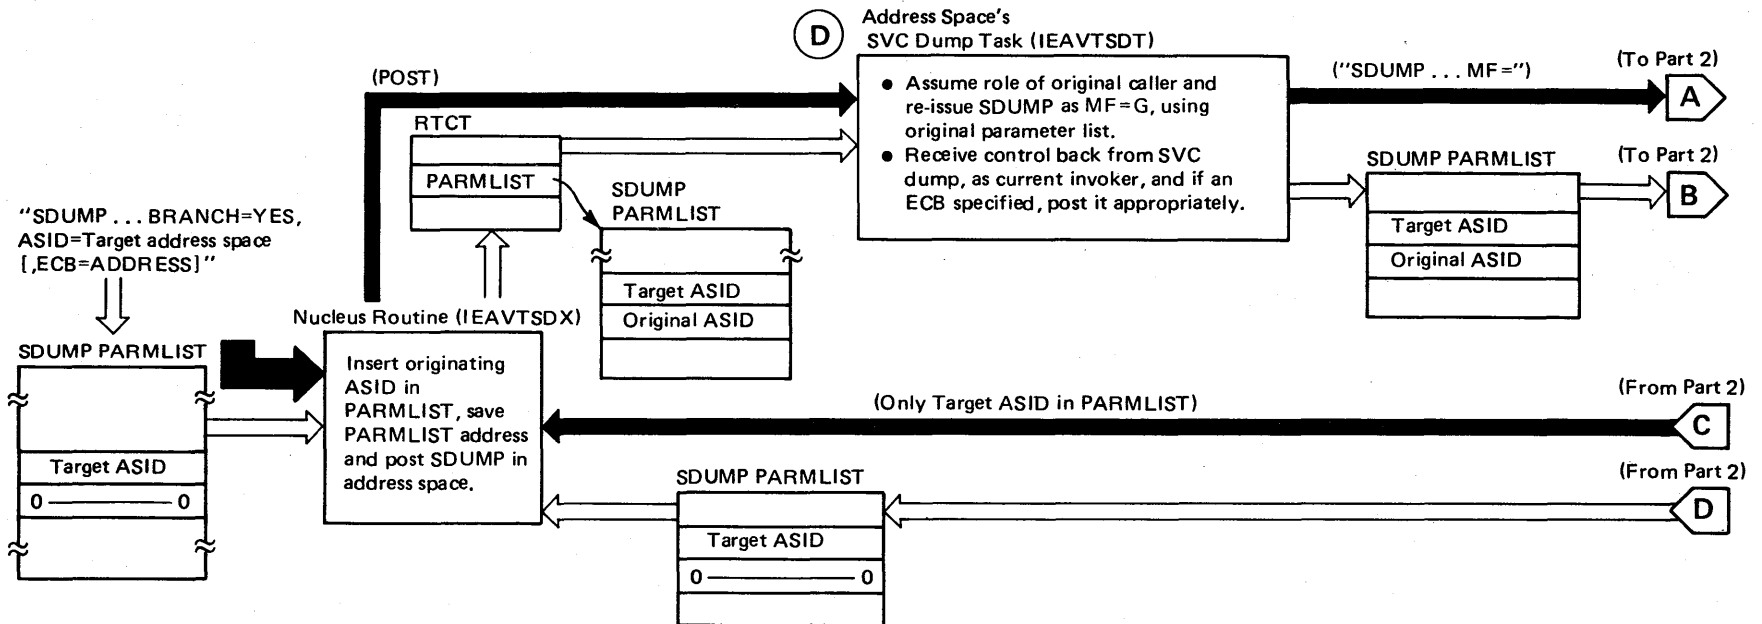 Address Space's
D
SVC Dump Task (IEAVTSDT)
(POST)
● Assume role of original caller and
re-issue SDUMP as MF=G, using
original parameter list.
● Receive control back from SVC
dump, as current invoker, and if an
ECB specified, post it appropriately.
("SDUMP ... MF=")
(To Part 2)
A
RTCT
PARMLIST
SDUMP
PARMLIST
Target ASID
Original ASID
SDUMP PARMLIST
Target ASID
Original ASID
(To Part 2)
B
"SDUMP ... BRANCH=YES,
ASID=Target address space
[,ECB=ADDRESS]"
SDUMP PARMLIST
Target ASID
0 0
Nucleus Routine (IEAVTSDX)
Insert originating
ASID in
PARMLIST, save
PARMLIST address
and post SDUMP in
address space.
(Only Target ASID in PARMLIST)
(From Part 2)
C
SDUMP PARMLIST
Target ASID
0 0
(From Part 2)
D